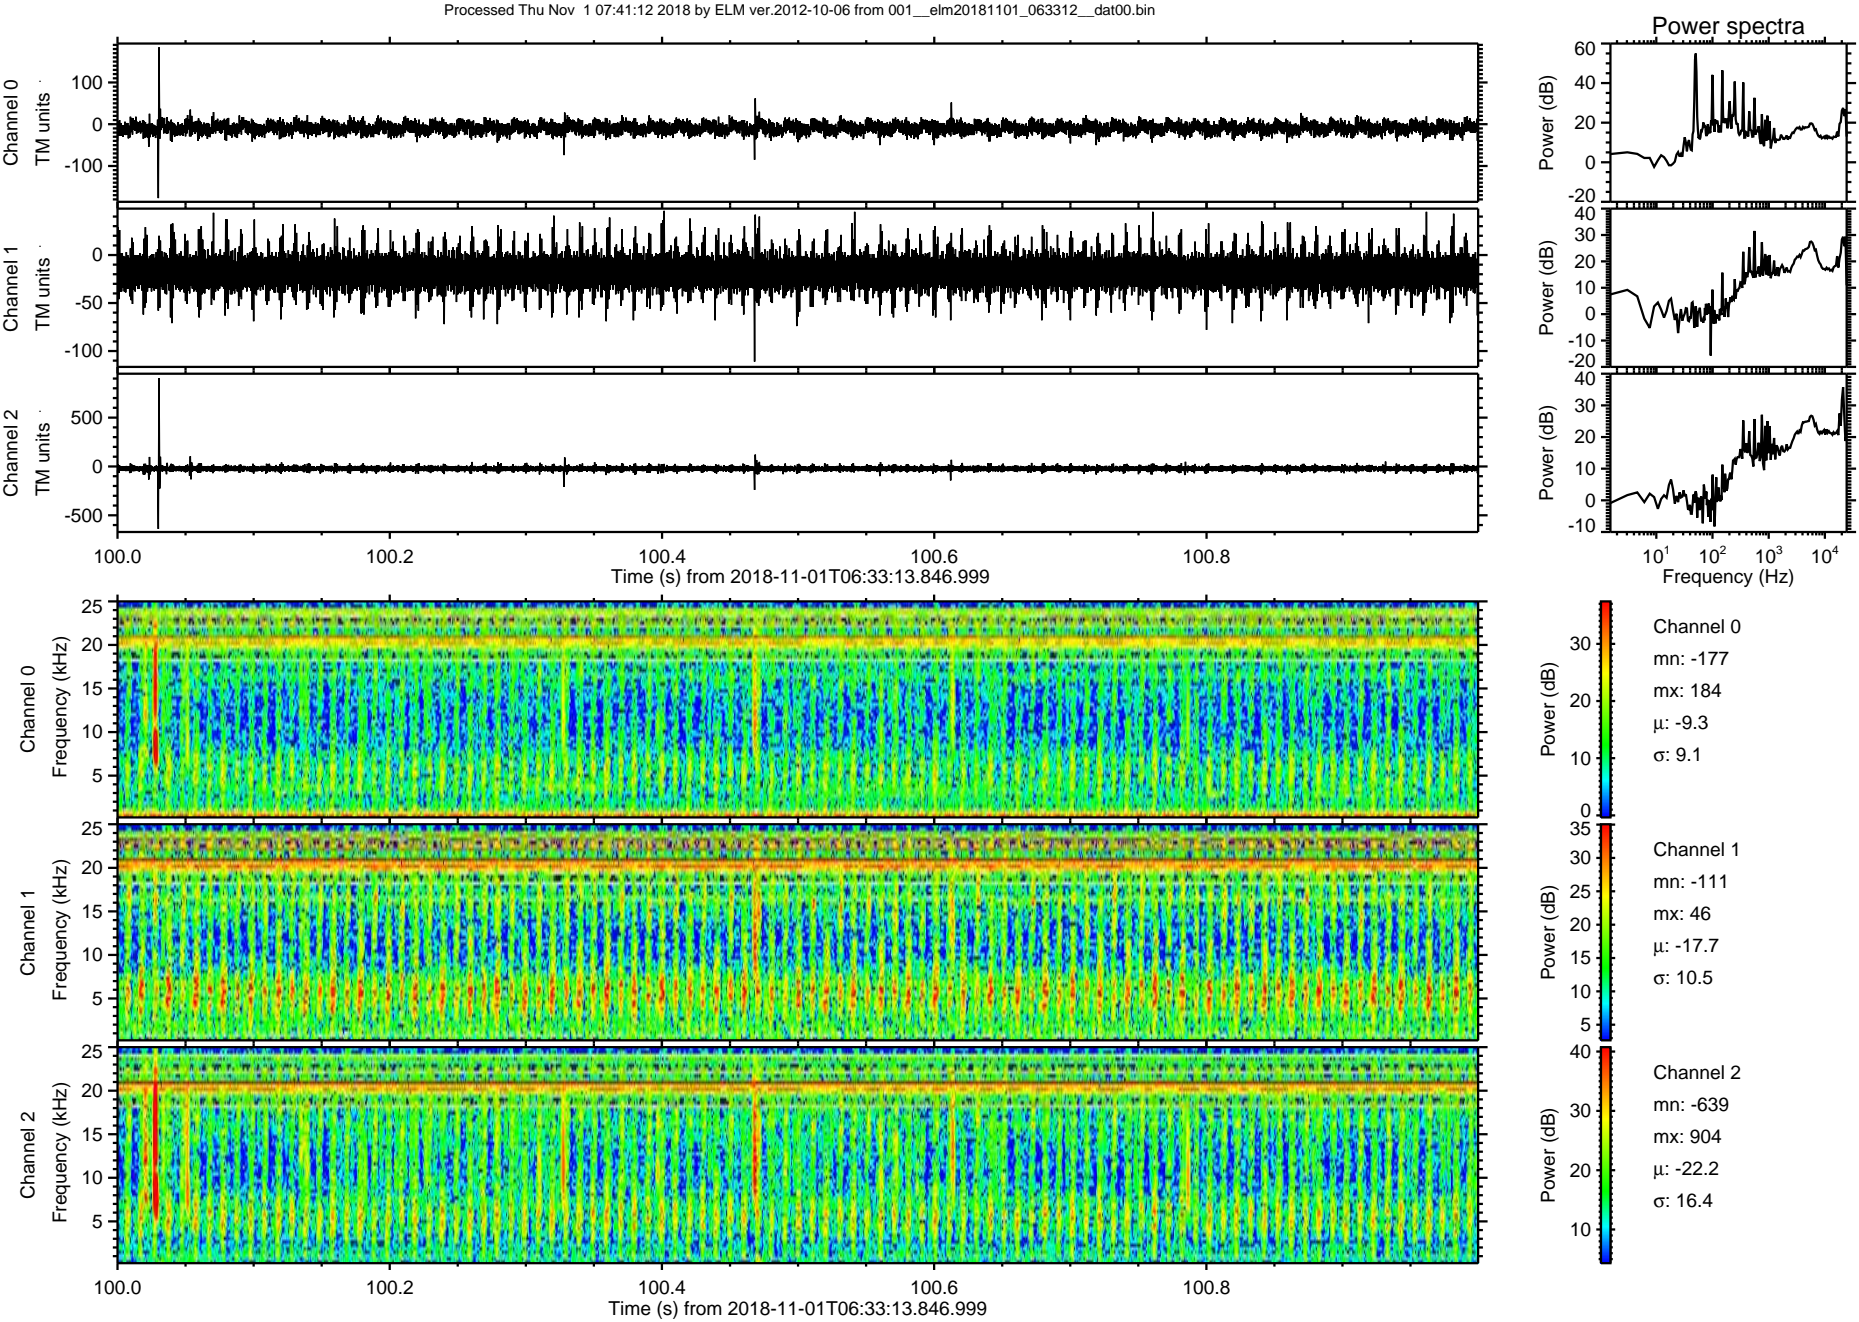 Processed Thu Nov  1 07:41:12 2018 by ELM ver.2012-10-06 from 001__elm20181101_063312__dat00.bin
Power spectra
Channel 0
TM units
100
0
-100
Power (dB)
60
40
20
0
-20
Channel 1
TM units
0
-50
-100
Power (dB)
40
30
20
10
0
-10
-20
Channel 2
TM units
500
0
-500
Power (dB)
40
30
20
10
0
-10
100.0
100.2
100.4
100.6
100.8
Time (s) from 2018-11-01T06:33:13.846.999
10^1
10^2
10^3
10^4
Frequency (Hz)
Channel 0
Frequency (kHz)
25
20
15
10
5
Power (dB)
30
20
10
0
Channel 0
mn: -177
mx: 184
μ: -9.3
σ: 9.1
Channel 1
Frequency (kHz)
25
20
15
10
5
Power (dB)
35
30
25
20
15
10
5
Channel 1
mn: -111
mx: 46
μ: -17.7
σ: 10.5
Channel 2
Frequency (kHz)
25
20
15
10
5
Power (dB)
40
30
20
10
Channel 2
mn: -639
mx: 904
μ: -22.2
σ: 16.4
100.0
100.2
100.4
100.6
100.8
Time (s) from 2018-11-01T06:33:13.846.999